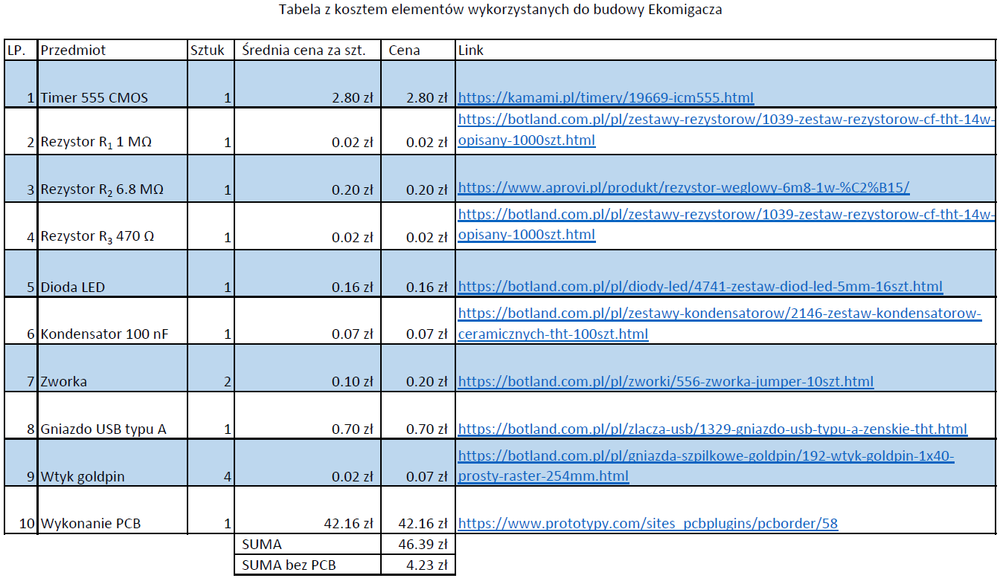 Tabela z kosztem elementów wykorzystanych do budowy Ekomigacza
LP. Przedmiot Sztuk Średnia cena za szt. Cena Link
1 Timer 555 CMOS 1 2.80 zł 2.80 zł https://kamami.pl/timery/19669-icm555.html
2 Rezystor R₁ 1 MΩ 1 0.02 zł 0.02 zł https://botland.com.pl/pl/zestawy-rezystorow/1039-zestaw-rezystorow-cf-tht-14w-
opisany-1000szt.html
3 Rezystor R₂ 6.8 MΩ 1 0.20 zł 0.20 zł https://www.aprovi.pl/produkt/rezystor-weglowy-6m8-1w-%C2%B15/
4 Rezystor R₃ 470 Ω 1 0.02 zł 0.02 zł https://botland.com.pl/pl/zestawy-rezystorow/1039-zestaw-rezystorow-cf-tht-14w-
opisany-1000szt.html
5 Dioda LED 1 0.16 zł 0.16 zł https://botland.com.pl/pl/diody-led/4741-zestaw-diod-led-5mm-16szt.html
6 Kondensator 100 nF 1 0.07 zł 0.07 zł https://botland.com.pl/pl/zestawy-kondensatorow/2146-zestaw-kondensatorow-
ceramicznych-tht-100szt.html
7 Zworka 2 0.10 zł 0.20 zł https://botland.com.pl/pl/zworki/556-zworka-jumper-10szt.html
8 Gniazdo USB typu A 1 0.70 zł 0.70 zł https://botland.com.pl/pl/zlacza-usb/1329-gniazdo-usb-typu-a-zenskie-tht.html
9 Wtyk goldpin 4 0.02 zł 0.07 zł https://botland.com.pl/pl/gniazda-szpilkowe-goldpin/192-wtyk-goldpin-1x40-
prosty-raster-254mm.html
10 Wykonanie PCB 1 42.16 zł 42.16 zł https://www.prototypy.com/sites_pcbplugins/pcborder/58
SUMA 46.39 zł
SUMA bez PCB 4.23 zł